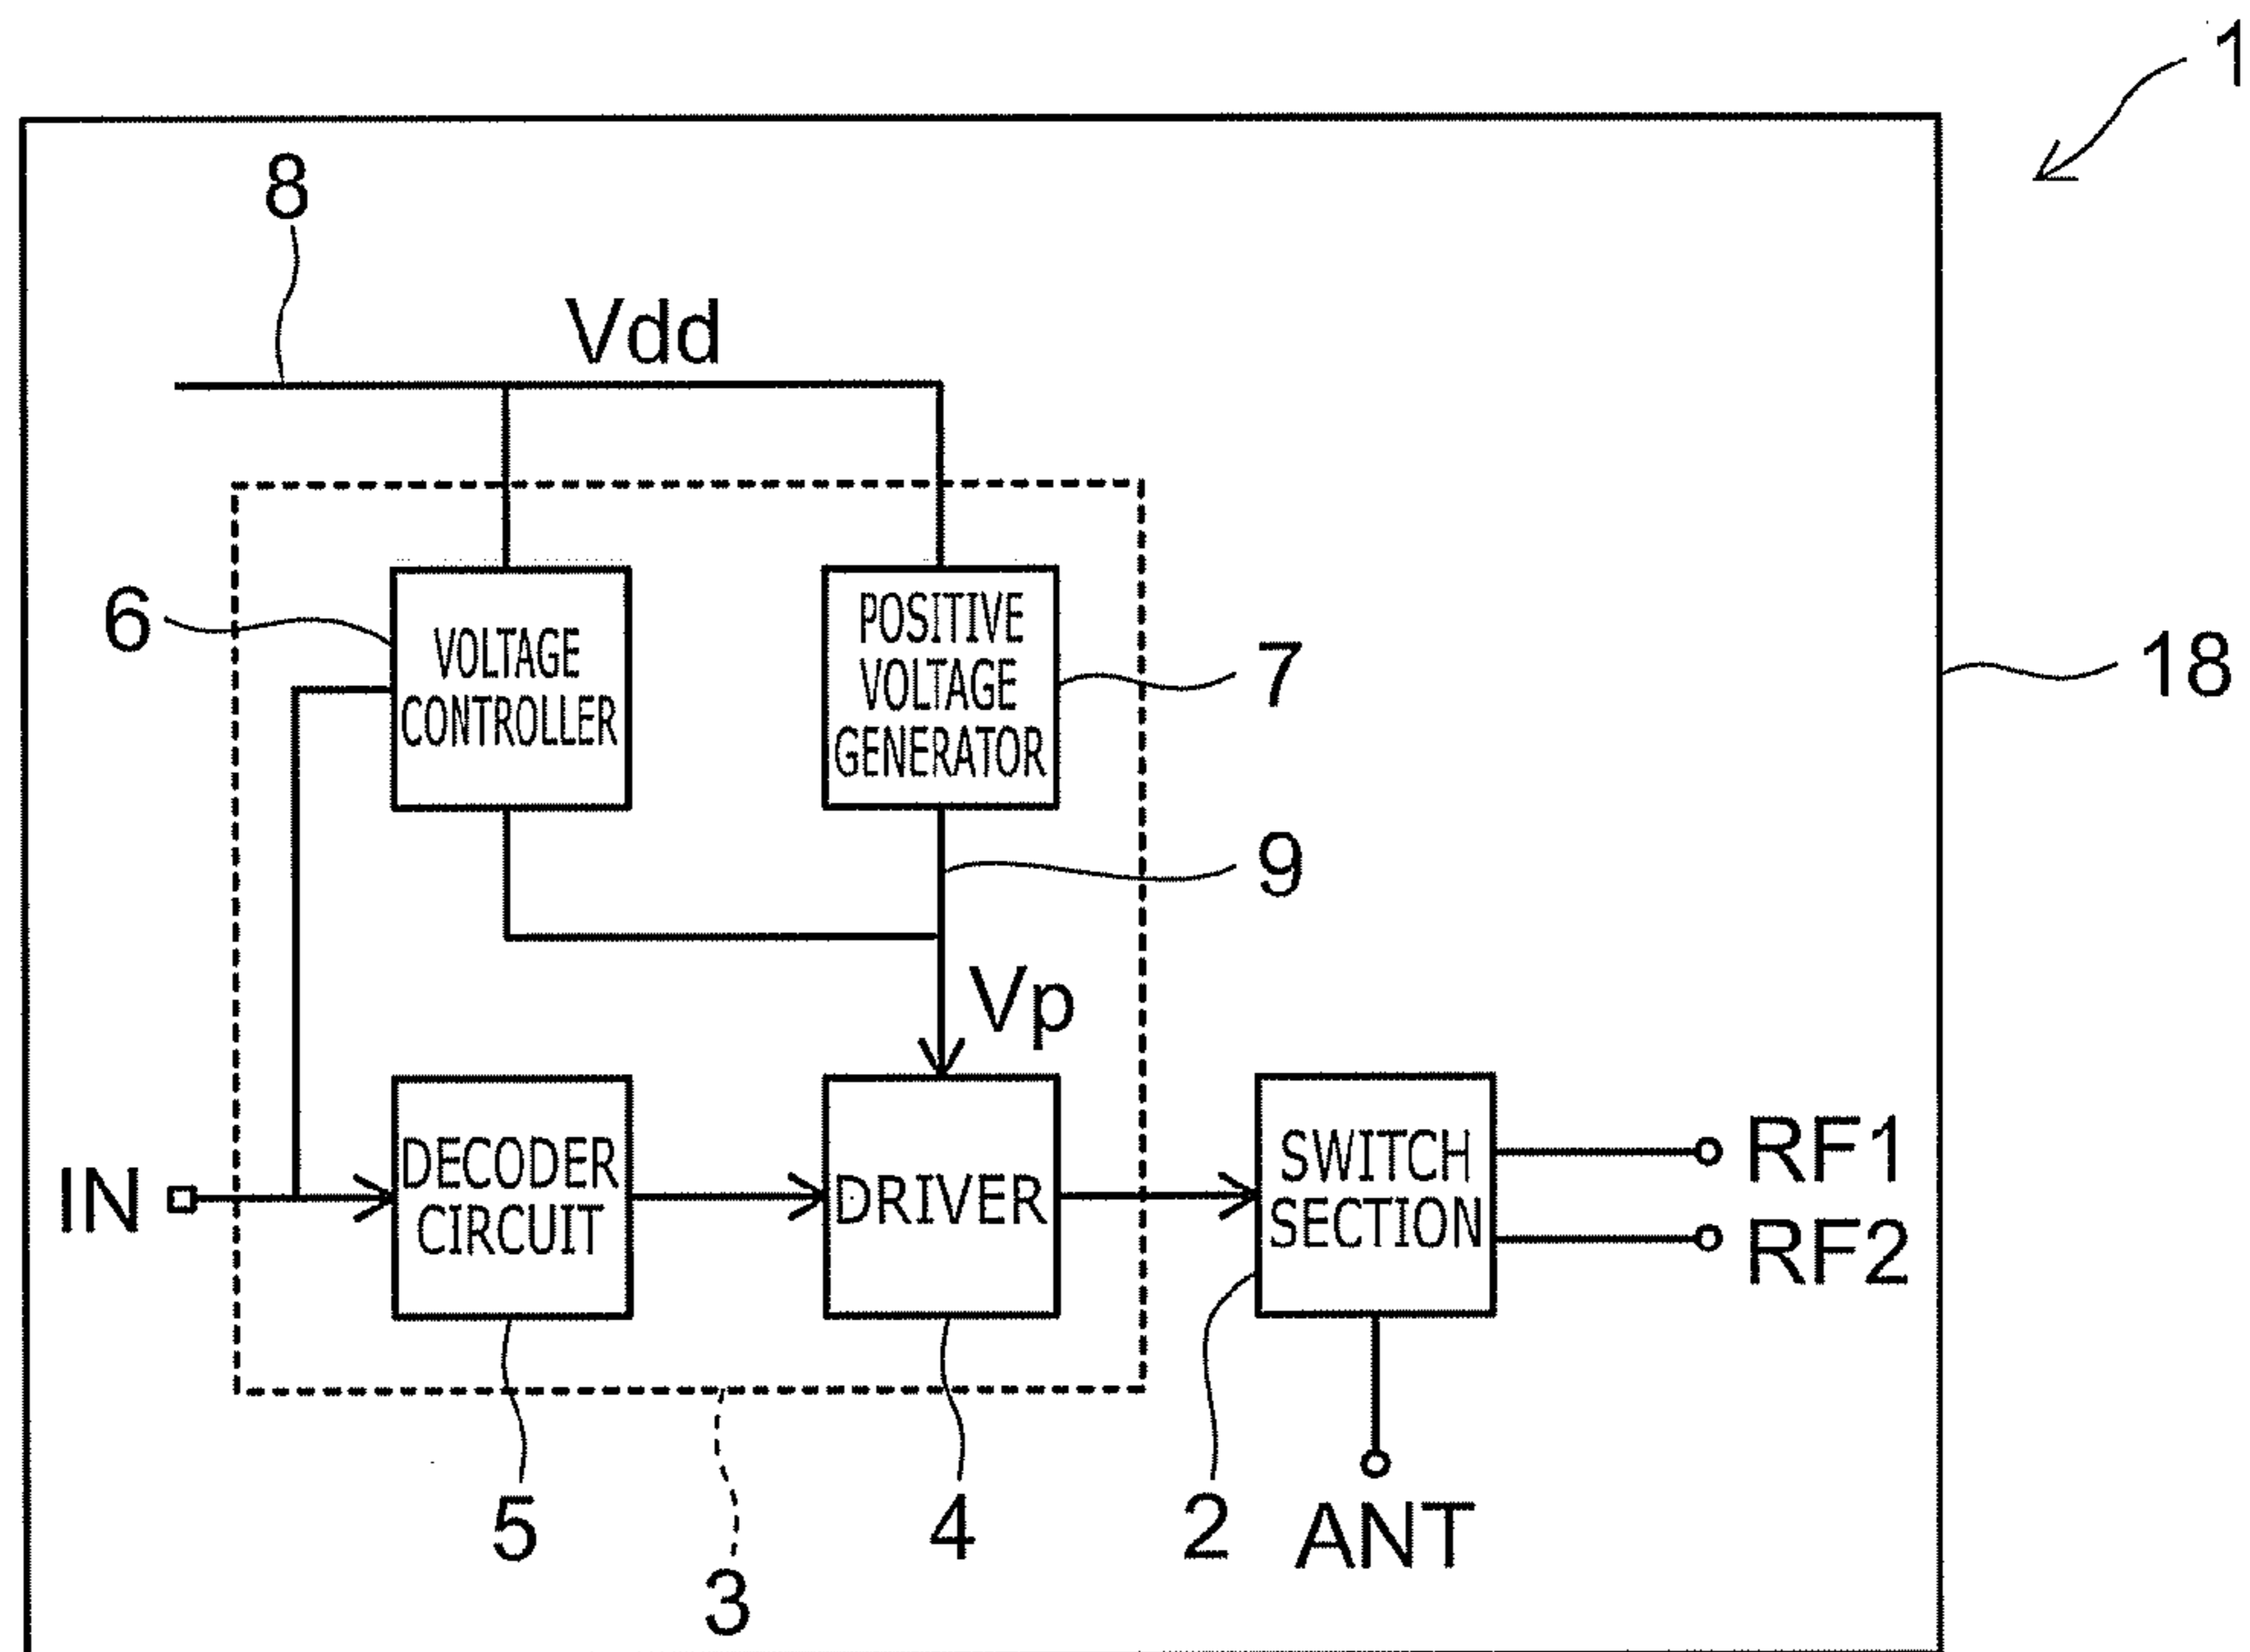 1
8
Vdd
6
VOLTAGE
CONTROLLER
POSITIVE
VOLTAGE
GENERATOR
7
18
9
Vp
IN
DECODER
CIRCUIT
DRIVER
SWITCH
SECTION
RF1
RF2
5
4
2
ANT
3